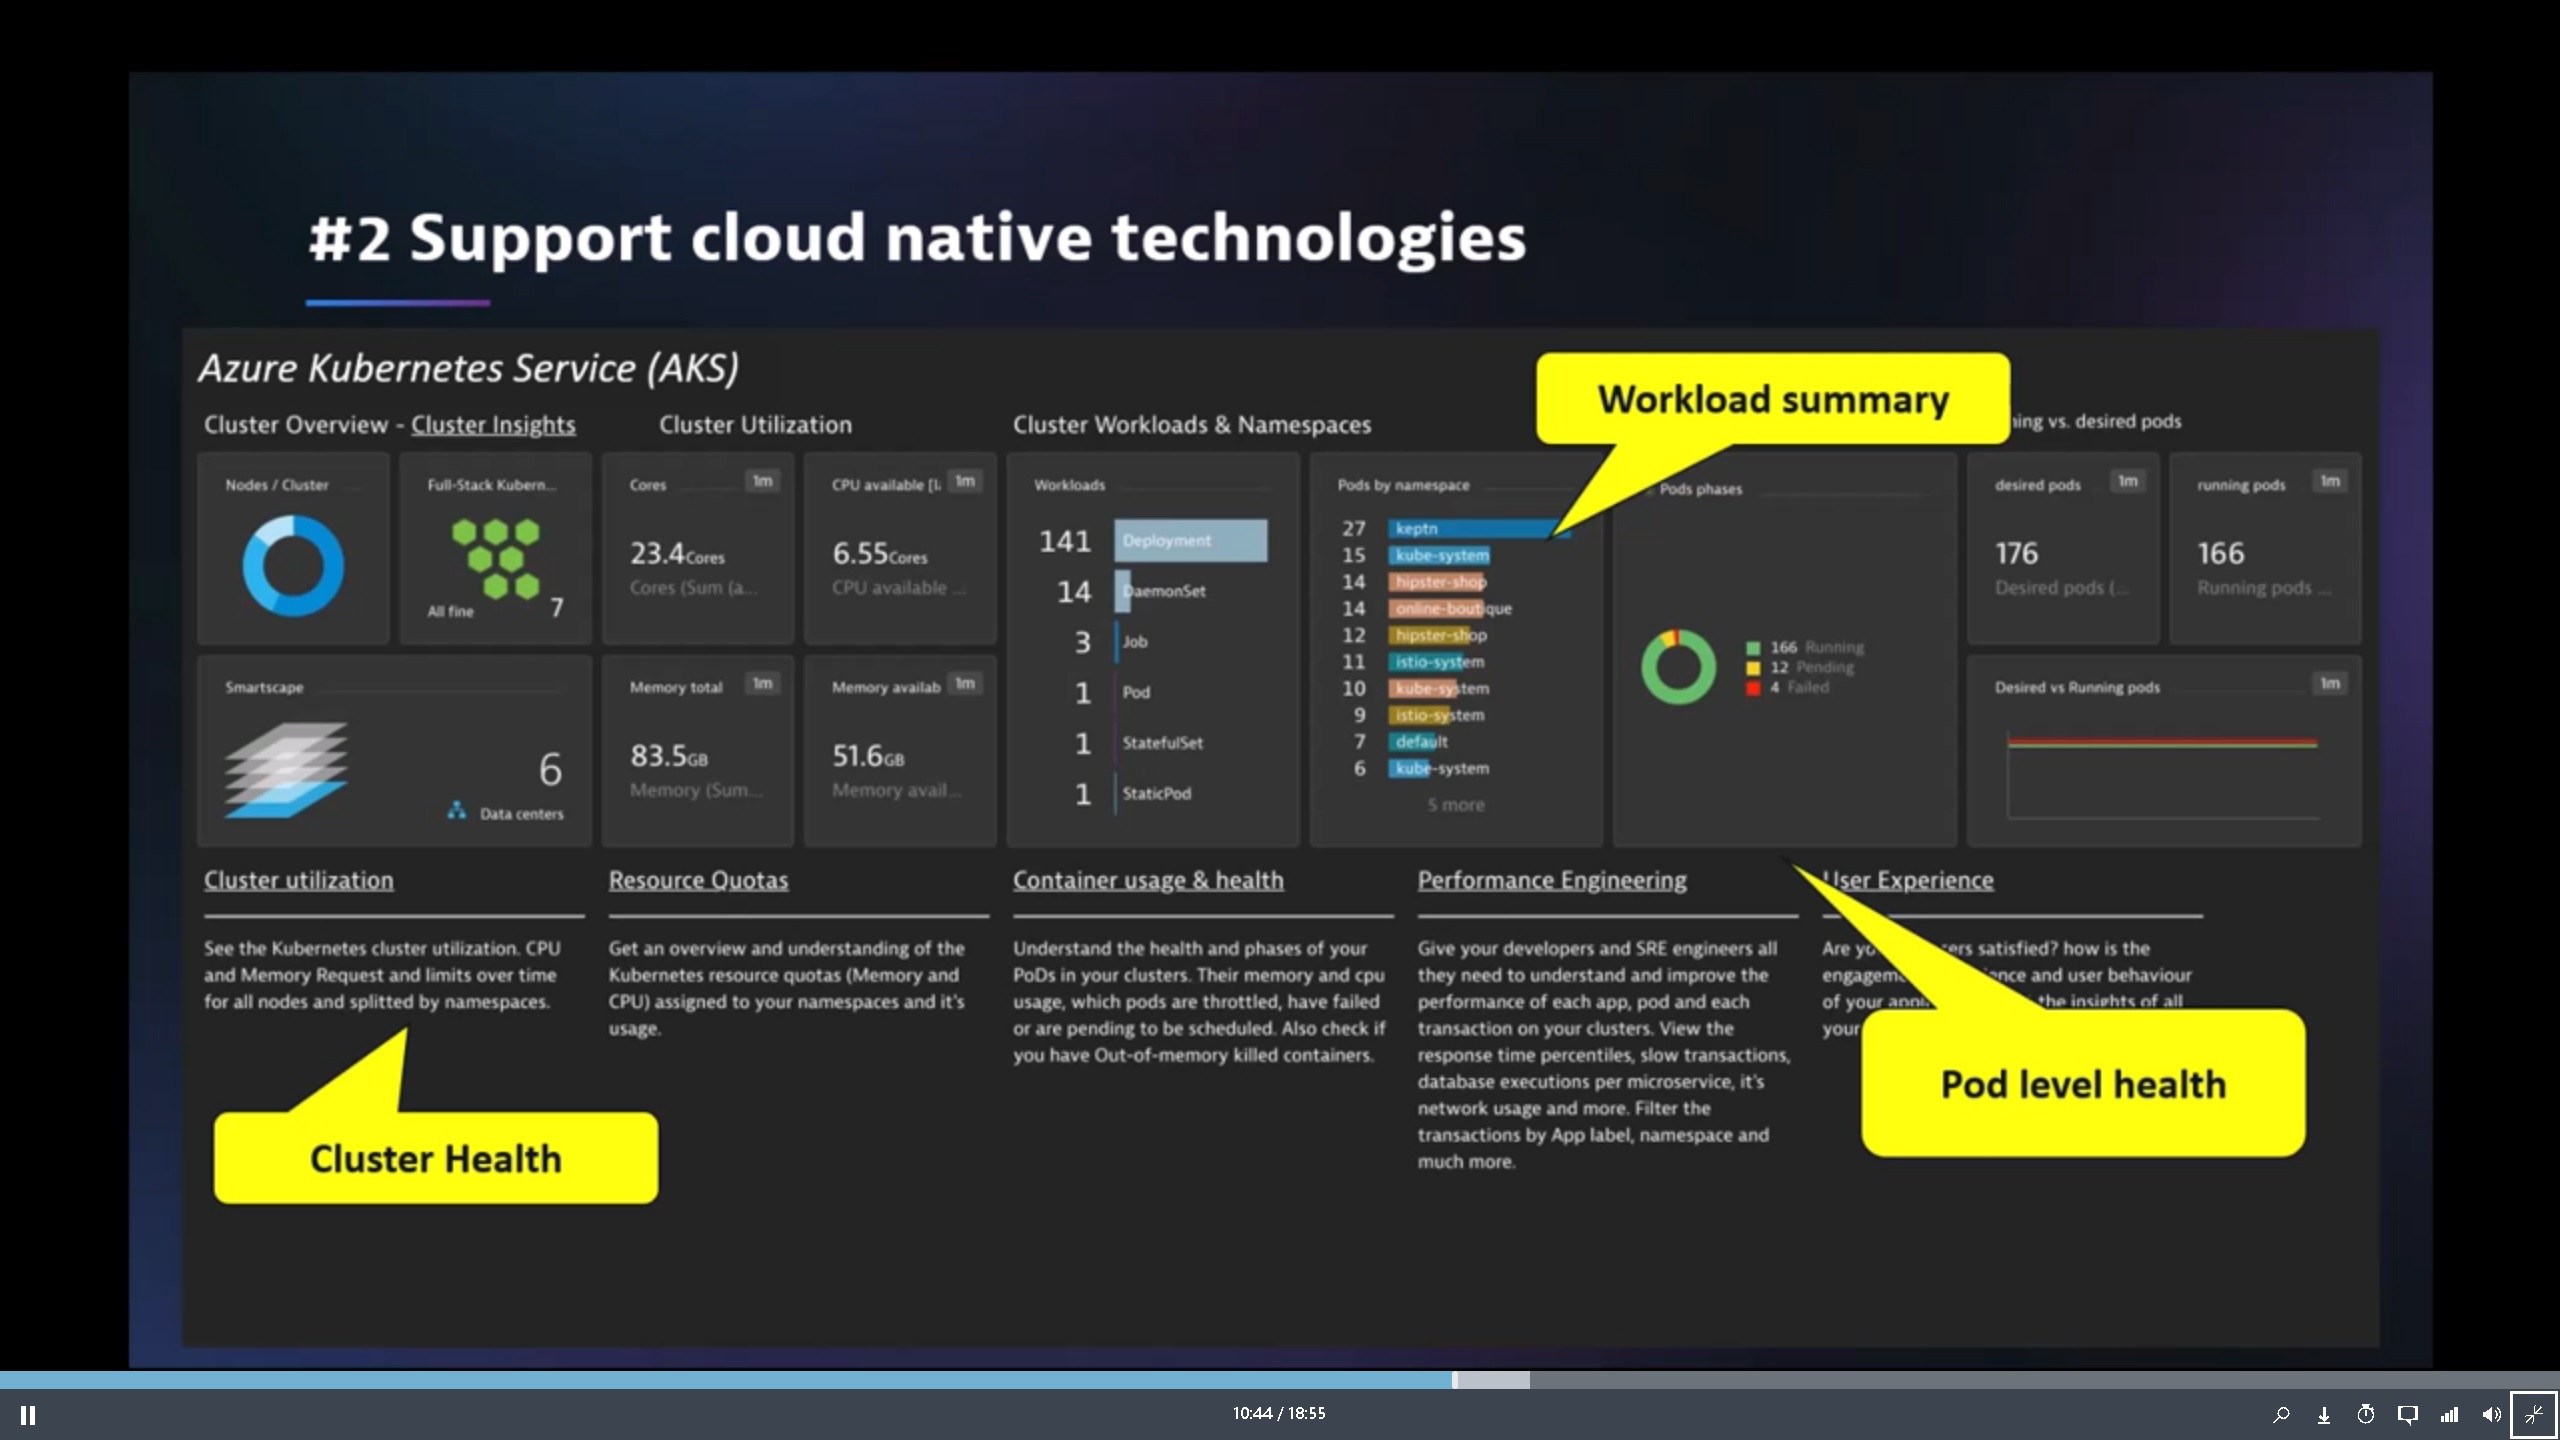 #2 Support cloud native technologies
Azure Kubernetes Service (AKS)
Workload summary
Cluster Overview - Cluster Insights
Cluster Utilization
Cluster Workloads & Namespaces
vs. desired pods
Nodes / Cluster
Full-Stack Kubern...
All fine
7
Cores
1m
23.4Cores
Cores (Sum (a...
CPU available
1m
6.55Cores
CPU available ...
Smartscape
6
Data centers
Memory total
1m
83.5GB
Memory (Sum...
Memory availab
1m
51.6GB
Memory avail...
Workloads
141 Deployment
14 DaemonSet
3 Job
1 Pod
1 StatefulSet
1 StaticPod
Pods by namespace
27 keptn
15 kube-system
14 hipster-shop
14 online-boutique
12 hipster-shop
11 istio-system
10 kube-system
9 istio-system
7 default
6 kube-system
5 more
Pods phases
166 Running
12 Pending
4 Failed
desired pods
1m
176
Desired pods (...
running pods
1m
166
Running pods ...
Desired vs Running pods
1m
Cluster utilization
See the Kubernetes cluster utilization. CPU
and Memory Request and limits over time
for all nodes and splitted by namespaces.
Resource Quotas
Get an overview and understanding of the
Kubernetes resource quotas (Memory and
CPU) assigned to your namespaces and it's
usage.
Container usage & health
Understand the health and phases of your
PoDs in your clusters. Their memory and cpu
usage, which pods are throttled, have failed
or are pending to be scheduled. Also check if
you have Out-of-memory killed containers.
Performance Engineering
Give your developers and SRE engineers all
they need to understand and improve the
performance of each app, pod and each
transaction on your clusters. View the
response time percentiles, slow transactions,
database executions per microservice, it's
network usage and more. Filter the
transactions by App label, namespace and
much more.
User Experience
Are satisfied? how is the
and user behaviour
of your the insights of all
your
Cluster Health
Pod level health
10:44 / 18:55